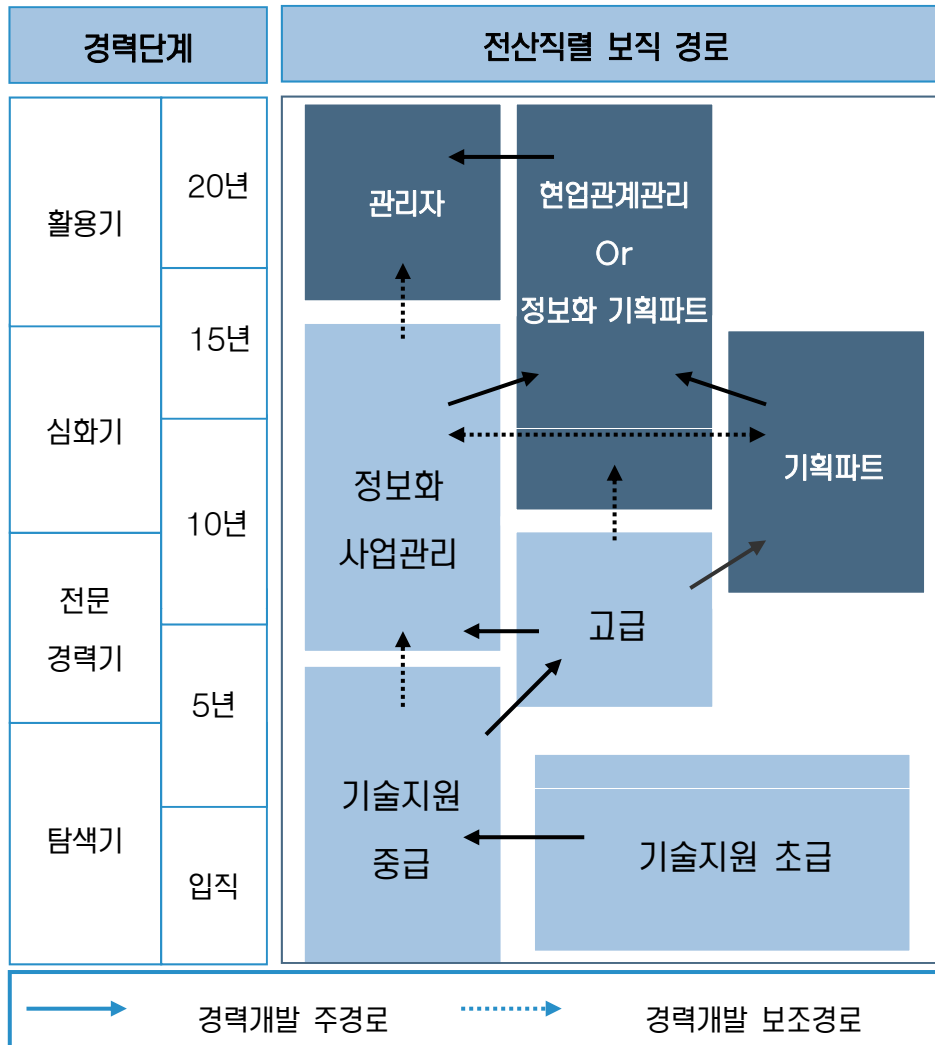 경력단계
전산직렬 보직 경로
활용기
심화기
전문
경력기
탐색기
20년
15년
10년
5년
입직
관리자
현업관계관리
Or
정보화 기획파트
기획파트
정보화
사업관리
고급
기술지원
중급
기술지원 초급
경력개발 주경로
경력개발 보조경로